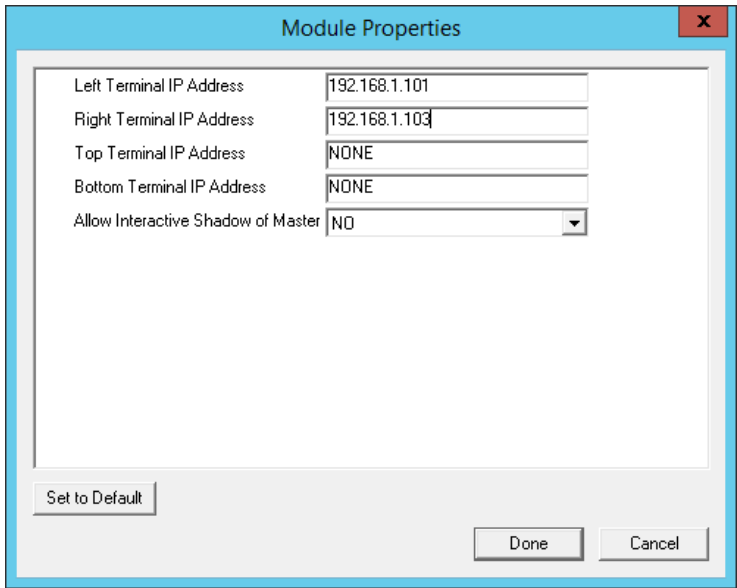 Module Properties
x
Left Terminal IP Address 192.168.1.101
Right Terminal IP Address 192.168.1.103
Top Terminal IP Address NONE
Bottom Terminal IP Address NONE
Allow Interactive Shadow of Master NO
Set to Default
Done Cancel